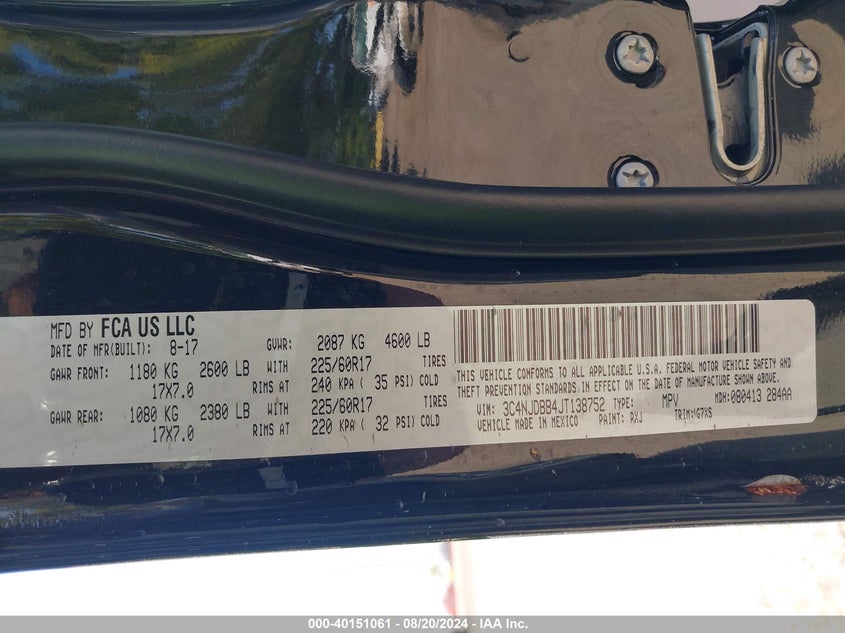 MFD BY FCA US LLC
DATE OF MFR(BUILT): 8-17 GVWR: 2087 KG 4600 LB
GAWR FRONT: 1180 KG 2600 LB WITH 225/60R17 TIRES
17X7.0 RIMS AT 240 KPA ( 35 PSI) COLD
GAWR REAR: 1080 KG 2380 LB WITH 225/60R17 TIRES
17X7.0 RIMS AT 220 KPA ( 32 PSI) COLD
THIS VEHICLE CONFORMS TO ALL APPLICABLE U.S.A. FEDERAL MOTOR VEHICLE SAFETY AND
THEFT PREVENTION STANDARDS IN EFFECT ON THE DATE OF MANUFACTURE SHOWN ABOVE.
VIN: 3C4NJDBB4JT138752 TYPE: MPV MDH: 080413 284AA
VEHICLE MADE IN MEXICO PAINT: PXJ TRIM: G7XS
000-40151061 - 08/20/2024 - IAA Inc.